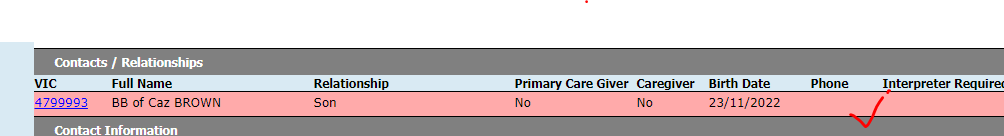 Contacts / Relationships
VIC Full Name Relationship Primary Care Giver Caregiver Birth Date Phone Interpreter Required
4799993 BB of Caz BROWN Son No No 23/11/2022
Contact Information